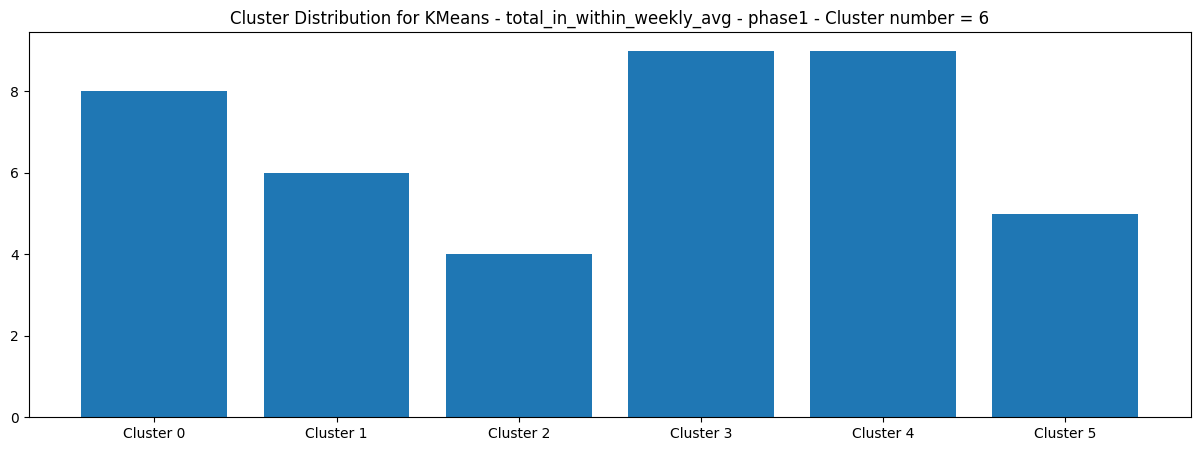 Cluster Distribution for KMeans - total_in_within_weekly_avg - phase1 - Cluster number = 6
8
6
4
2
0
Cluster 0 Cluster 1 Cluster 2 Cluster 3 Cluster 4 Cluster 5